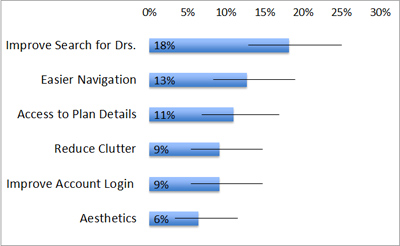 0% 5% 10% 15% 20% 25% 30%
Improve Search for Drs. 18%
Easier Navigation 13%
Access to Plan Details 11%
Reduce Clutter 9%
Improve Account Login 9%
Aesthetics 6%